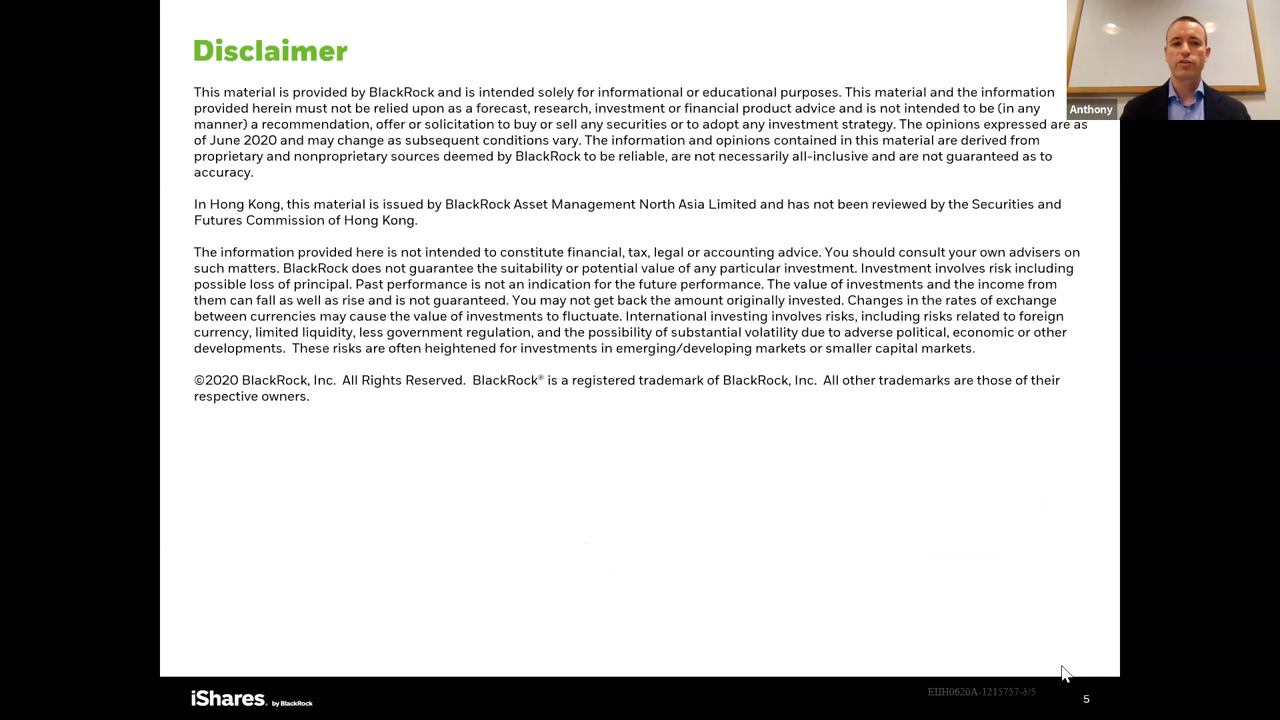 Disclaimer
Anthony
This material is provided by BlackRock and is intended solely for informational or educational purposes. This material and the information
provided herein must not be relied upon as a forecast, research, investment or financial product advice and is not intended to be (in any
manner) a recommendation, offer or solicitation to buy or sell any securities or to adopt any investment strategy. The opinions expressed are as
of June 2020 and may change as subsequent conditions vary. The information and opinions contained in this material are derived from
proprietary and nonproprietary sources deemed by BlackRock to be reliable, are not necessarily all-inclusive and are not guaranteed as to
accuracy.
In Hong Kong, this material is issued by BlackRock Asset Management North Asia Limited and has not been reviewed by the Securities and
Futures Commission of Hong Kong.
The information provided here is not intended to constitute financial, tax, legal or accounting advice. You should consult your own advisers on
such matters. BlackRock does not guarantee the suitability or potential value of any particular investment. Investment involves risk including
possible loss of principal. Past performance is not an indication for the future performance. The value of investments and the income from
them can fall as well as rise and is not guaranteed. You may not get back the amount originally invested. Changes in the rates of exchange
between currencies may cause the value of investments to fluctuate. International investing involves risks, including risks related to foreign
currency, limited liquidity, less government regulation, and the possibility of substantial volatility due to adverse political, economic or other
developments. These risks are often heightened for investments in emerging/developing markets or smaller capital markets.
©2020 BlackRock, Inc. All Rights Reserved. BlackRock® is a registered trademark of BlackRock, Inc. All other trademarks are those of their
respective owners.
iShares. by BlackRock
5